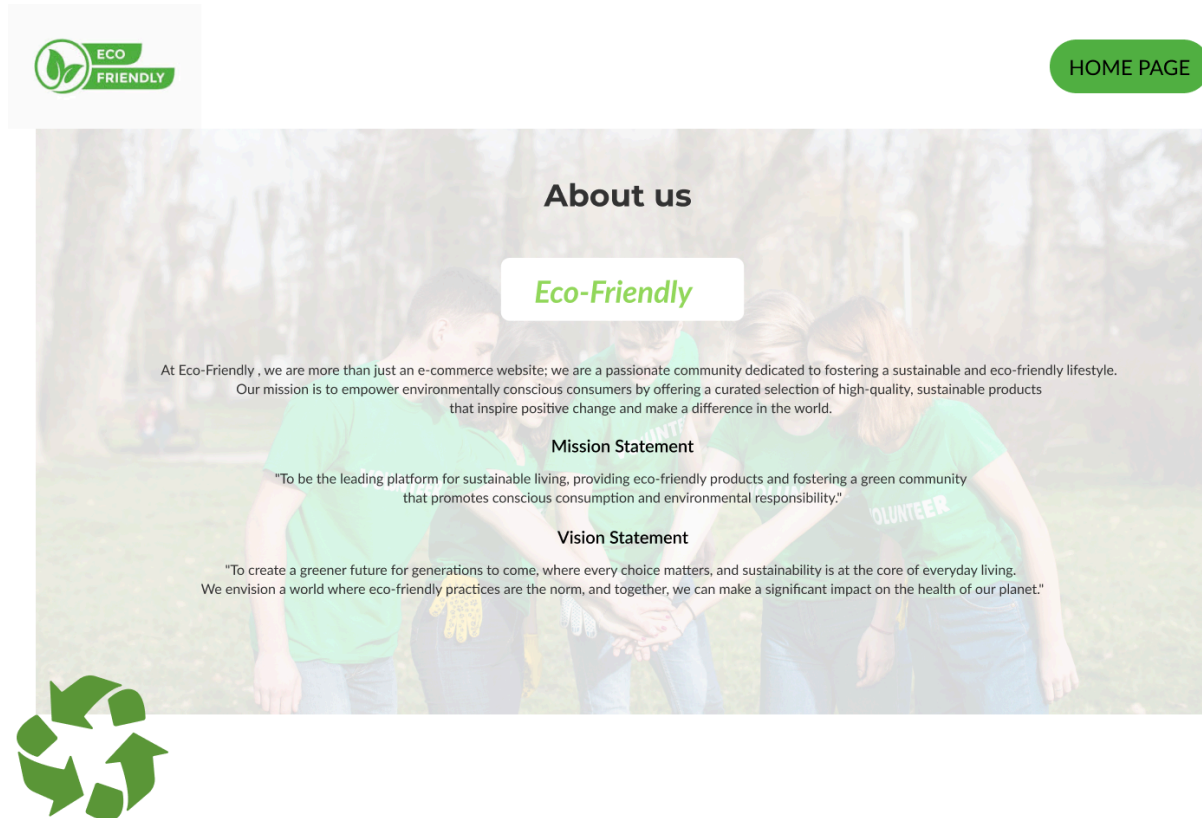 ECO
FRIENDLY
HOME PAGE
About us
Eco-Friendly
At Eco-Friendly , we are more than just an e-commerce website; we are a passionate community dedicated to fostering a sustainable and eco-friendly lifestyle.
Our mission is to empower environmentally conscious consumers by offering a curated selection of high-quality, sustainable products
that inspire positive change and make a difference in the world.
Mission Statement
"To be the leading platform for sustainable living, providing eco-friendly products and fostering a green community
that promotes conscious consumption and environmental responsibility."
Vision Statement
"To create a greener future for generations to come, where every choice matters, and sustainability is at the core of everyday living.
We envision a world where eco-friendly practices are the norm, and together, we can make a significant impact on the health of our planet."
VOLUNTEER